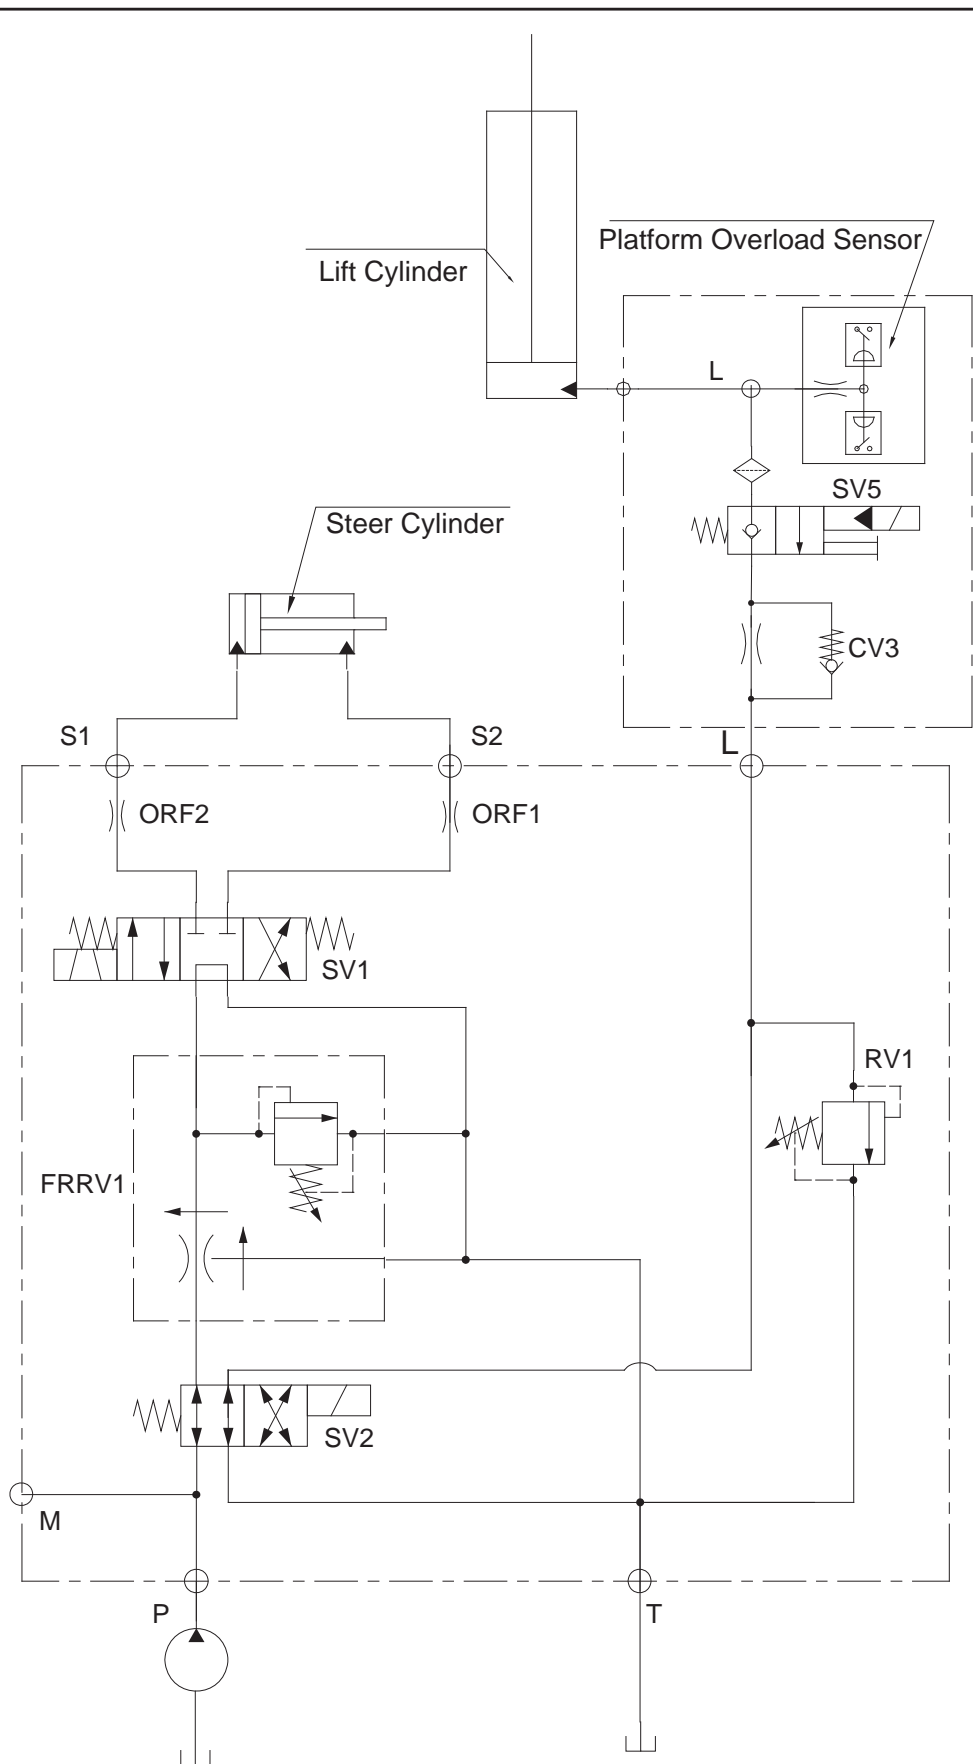 Platform Overload Sensor
Lift Cylinder
L
SV5
Steer Cylinder
CV3
S1
S2
L
ORF2
ORF1
SV1
RV1
FRRV1
SV2
M
P
T